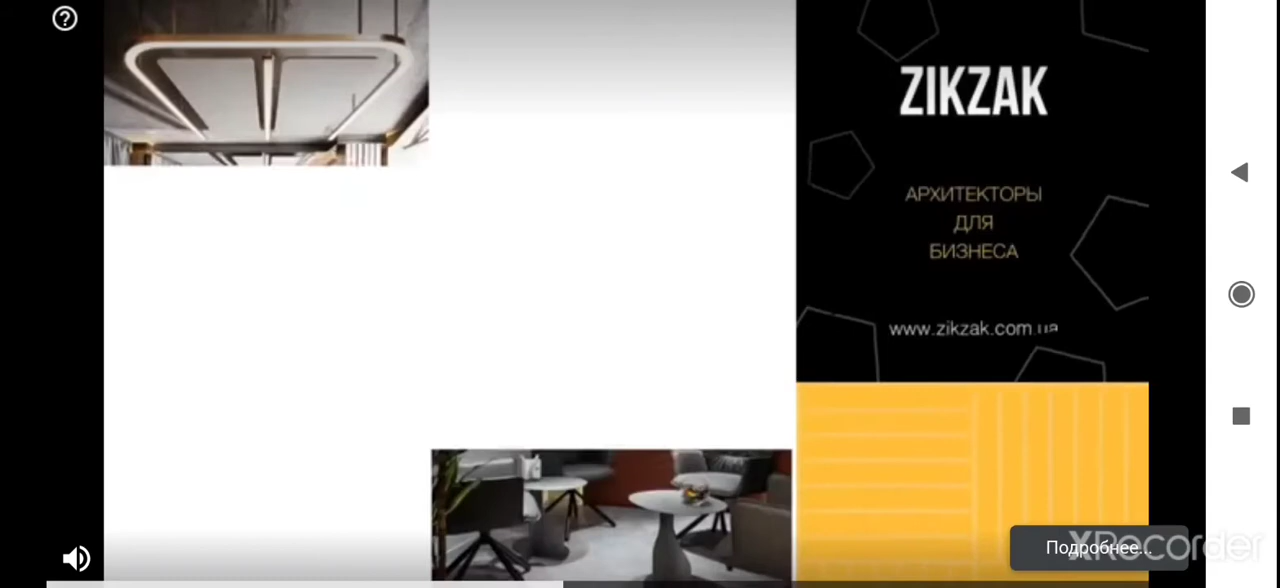 ZIKZAK
АРХИТЕКТОРЫ
ДЛЯ
БИЗНЕСА
www.zikzak.com.ua
Подробнее...
XRecorder